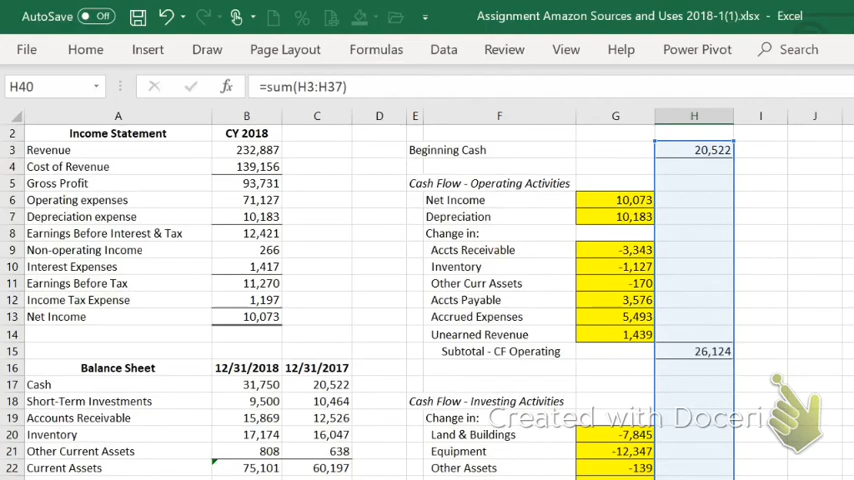 AutoSave Off Assignment Amazon Sources and Uses 2018-1(1).xlsx - Excel
File Home Insert Draw Page Layout Formulas Data Review View Help Power Pivot Search
H40 fx =sum(H3:H37)
A B C D E F G H I J
2 Income Statement CY 2018
3 Revenue 232,887 Beginning Cash 20,522
4 Cost of Revenue 139,156
5 Gross Profit 93,731 Cash Flow - Operating Activities
6 Operating expenses 71,127 Net Income 10,073
7 Depreciation expense 10,183 Depreciation 10,183
8 Earnings Before Interest & Tax 12,421 Change in:
9 Non-operating Income 266 Accts Receivable -3,343
10 Interest Expenses 1,417 Inventory -1,127
11 Earnings Before Tax 11,270 Other Curr Assets -170
12 Income Tax Expense 1,197 Accts Payable 3,576
13 Net Income 10,073 Accrued Expenses 5,493
14 Unearned Revenue 1,439
15 Subtotal - CF Operating 26,124
16 Balance Sheet 12/31/2018 12/31/2017
17 Cash 31,750 20,522
18 Short-Term Investments 9,500 10,464 Cash Flow - Investing Activities
19 Accounts Receivable 15,869 12,526 Change in:
Created with Doceri
20 Inventory 17,174 16,047 Land & Buildings -7,845
21 Other Current Assets 808 638 Equipment -12,347
22 Current Assets 75,101 60,197 Other Assets -139